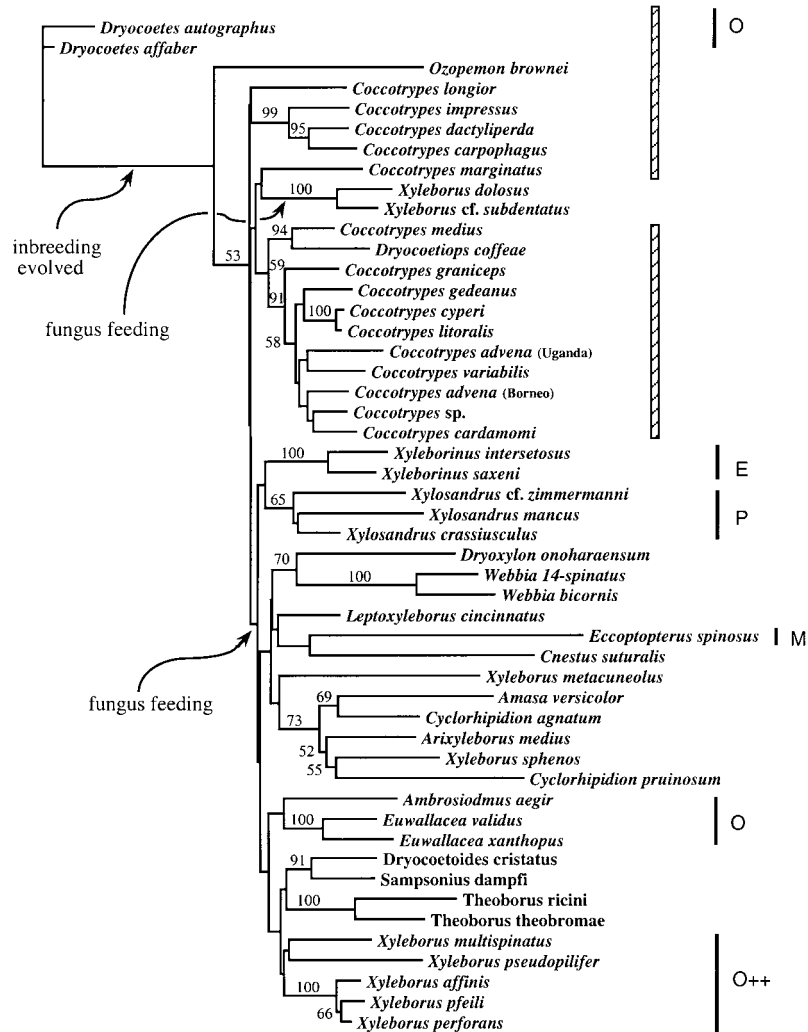 Dryocoetes autographus
O
Dryocoetes affaber
Ozopemon brownei
Coccotrypes longior
99
Coccotrypes impressus
95
Coccotrypes dactyliperda
Coccotrypes carpophagus
Coccotrypes marginatus
100
Xyleborus dolosus
Xyleborus cf. subdentatus
inbreeding
evolved
53
94
Coccotrypes medius
Dryocoetiops coffeae
59
Coccotrypes graniceps
91
Coccotrypes gedeanus
fungus feeding
100
Coccotrypes cyperi
Coccotrypes litoralis
58
Coccotrypes advena (Uganda)
Coccotrypes variabilis
Coccotrypes advena (Borneo)
Coccotrypes sp.
Coccotrypes cardamomi
100
Xyleborinus intersetosus
E
Xyleborinus saxeni
65
Xylosandrus cf. zimmermanni
Xylosandrus mancus
P
Xylosandrus crassiusculus
70
Dryoxylon onoharaensum
100
Webbia 14-spinatus
Webbia bicornis
Leptoxyleborus cincinnatus
Eccoptopterus spinosus
M
Cnestus suturalis
fungus feeding
Xyleborus metacuneolus
69
Amasa versicolor
73
Cyclorhipidion agnatum
Arixyleborus medius
52
Xyleborus sphenos
55
Cyclorhipidion pruinosum
Ambrosiodmus aegir
100
Euwallacea validus
O
Euwallacea xanthopus
91
Dryocoetoides cristatus
Sampsonius dampfi
100
Theoborus ricini
Theoborus theobromae
Xyleborus multispinatus
Xyleborus pseudopilifer
O++
100
Xyleborus affinis
66
Xyleborus pfeili
Xyleborus perforans